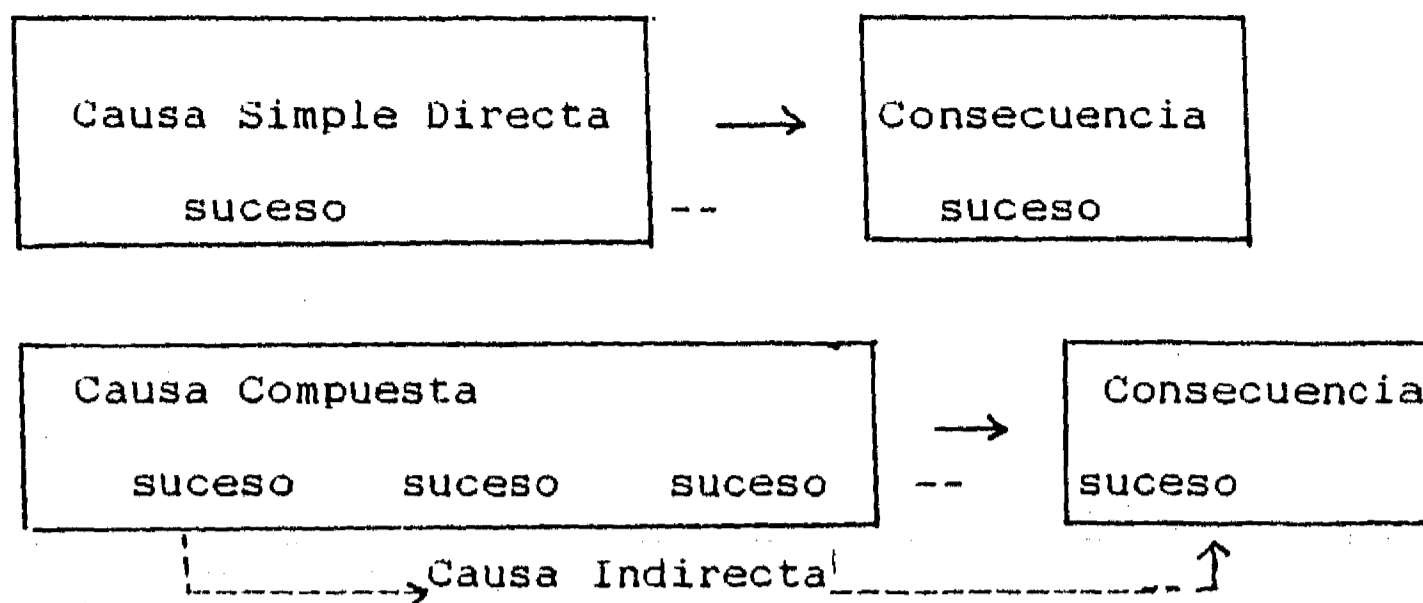 Causa Simple Directa → Consecuencia
suceso -- suceso
Causa Compuesta → Consecuencia
suceso suceso suceso -- suceso
Causa Indirecta